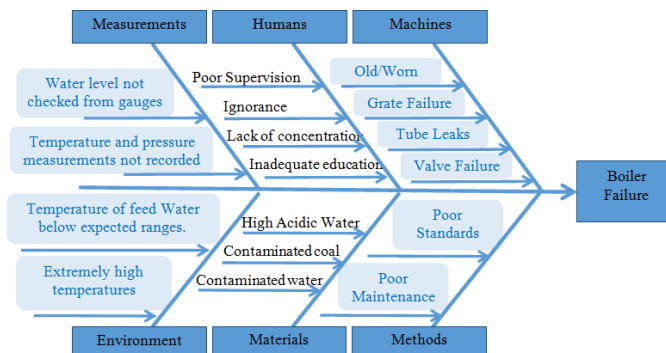 Measurements
Humans
Machines
Water level not
checked from gauges
Temperature and pressure
measurements not recorded
Poor Supervision
Ignorance
Lack of concentration
Inadequate education
Old/Worn
Grate Failure
Tube Leaks
Valve Failure
Boiler
Failure
Temperature of feed Water
below expected ranges.
Extremely high
temperatures
High Acidic Water
Contaminated coal
Contaminated water
Poor
Standards
Poor
Maintenance
Environment
Materials
Methods